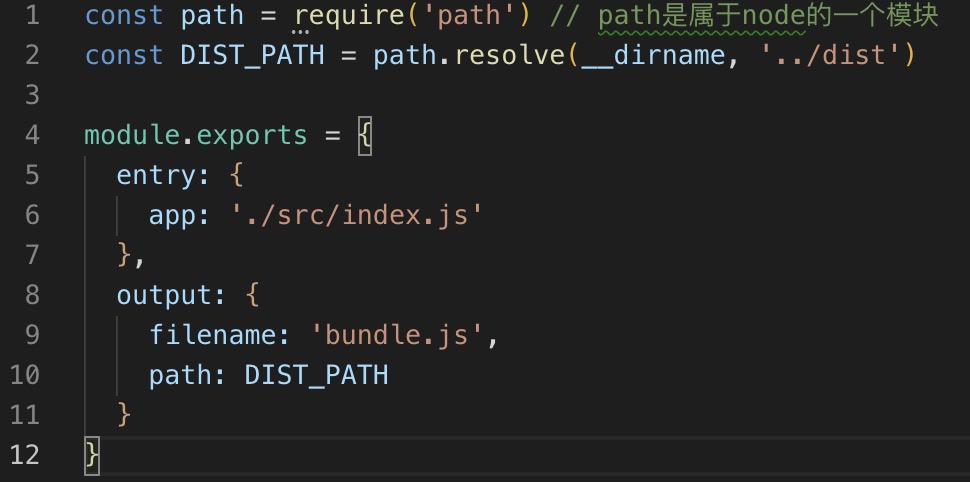 1 const path = require('path') // path是属于node的一个模块
2 const DIST_PATH = path.resolve(__dirname, '../dist')
3
4 module.exports = {
5   entry: {
6     app: './src/index.js'
7   },
8   output: {
9     filename: 'bundle.js',
10     path: DIST_PATH
11   }
12 }